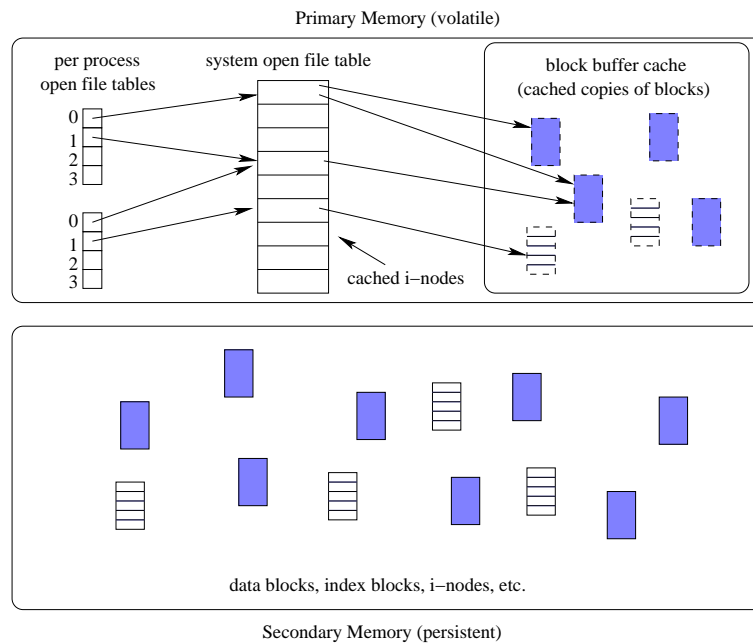 Primary Memory (volatile)
per process
open file tables
system open file table
block buffer cache
(cached copies of blocks)
0
1
2
3
0
1
2
3
cached i−nodes
data blocks, index blocks, i−nodes, etc.
Secondary Memory (persistent)